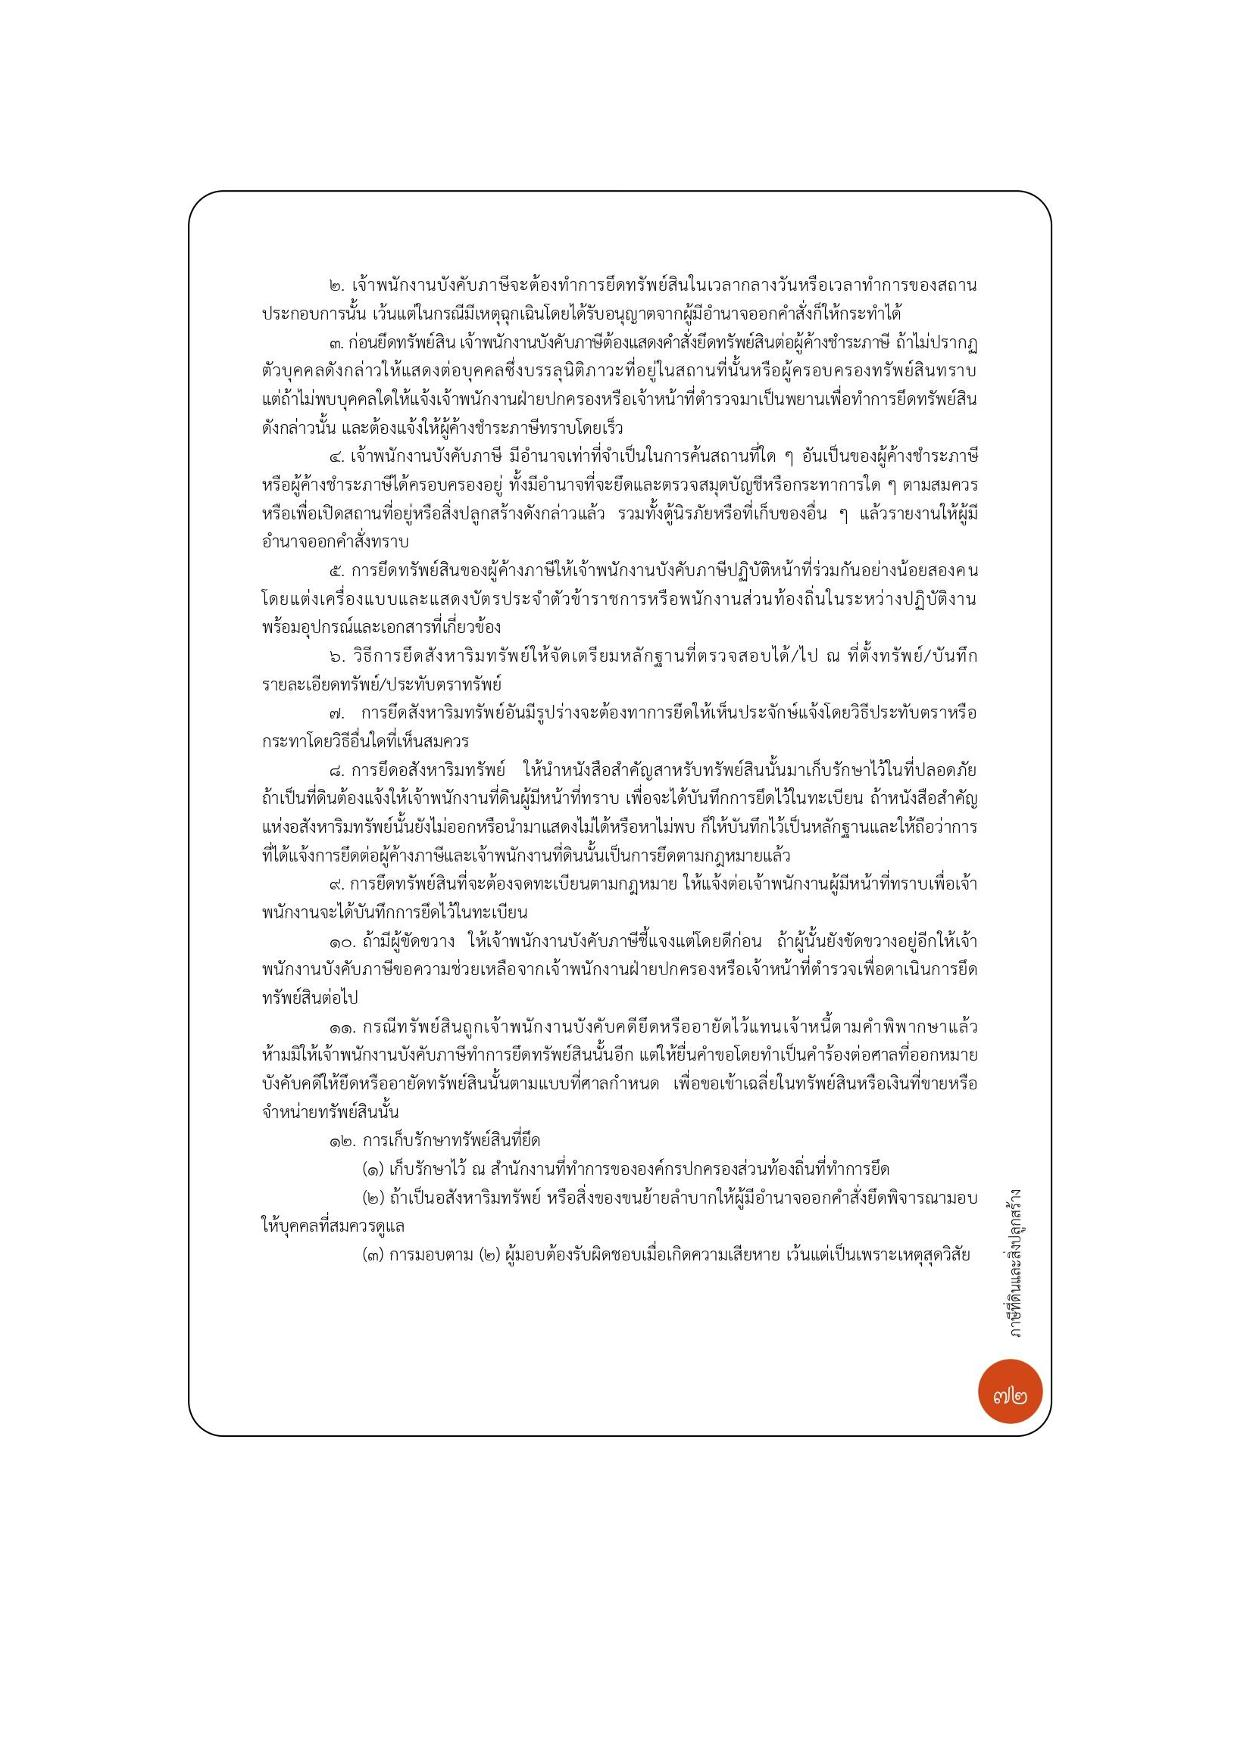 ๒. เจ้าพนักงานบังคับภาษีจะต้องทำการยึดทรัพย์สินในเวลากลางวันหรือเวลาทำการของสถาน
ประกอบการนั้น เว้นแต่ในกรณีมีเหตุฉุกเฉินโดยได้รับอนุญาตจากผู้มีอำนาจออกคำสั่งก็ให้กระทำได้
๓. ก่อนยึดทรัพย์สิน เจ้าพนักงานบังคับภาษีต้องแสดงคำสั่งยึดทรัพย์สินต่อผู้ค้างชำระภาษี ถ้าไม่ปรากฏ
ตัวบุคคลดังกล่าวให้แสดงต่อบุคคลซึ่งบรรลุนิติภาวะที่อยู่ในสถานที่นั้นหรือผู้ครอบครองทรัพย์สินทราบ
แต่ถ้าไม่พบบุคคลใดให้แจ้งเจ้าพนักงานฝ่ายปกครองหรือเจ้าหน้าที่ตำรวจมาเป็นพยานเพื่อทำการยึดทรัพย์สิน
ดังกล่าวนั้น และต้องแจ้งให้ผู้ค้างชำระภาษีทราบโดยเร็ว
๔. เจ้าพนักงานบังคับภาษี มีอำนาจเท่าที่จำเป็นในการค้นสถานที่ใด ๆ อันเป็นของผู้ค้างชำระภาษี
หรือผู้ค้างชำระภาษีได้ครอบครองอยู่ ทั้งมีอำนาจที่จะยึดและตรวจสมุดบัญชีหรือกระทาการใด ๆ ตามสมควร
หรือเพื่อเปิดสถานที่อยู่หรือสิ่งปลูกสร้างดังกล่าวแล้ว รวมทั้งตู้นิรภัยหรือที่เก็บของอื่น ๆ แล้วรายงานให้ผู้มี
อำนาจออกคำสั่งทราบ
๕. การยึดทรัพย์สินของผู้ค้างภาษีให้เจ้าพนักงานบังคับภาษีปฏิบัติหน้าที่ร่วมกันอย่างน้อยสองคน
โดยแต่งเครื่องแบบและแสดงบัตรประจำตัวข้าราชการหรือพนักงานส่วนท้องถิ่นในระหว่างปฏิบัติงาน
พร้อมอุปกรณ์และเอกสารที่เกี่ยวข้อง
๖. วิธีการยึดสังหาริมทรัพย์ให้จัดเตรียมหลักฐานที่ตรวจสอบได้/ไป ณ ที่ตั้งทรัพย์/บันทึก
รายละเอียดทรัพย์/ประทับตราทรัพย์
๗. การยึดสังหาริมทรัพย์อันมีรูปร่างจะต้องทาการยึดให้เห็นประจักษ์แจ้งโดยวิธีประทับตราหรือ
กระทาโดยวิธีอื่นใดที่เห็นสมควร
๘. การยึดอสังหาริมทรัพย์ ให้นำหนังสือสำคัญสาหรับทรัพย์สินนั้นมาเก็บรักษาไว้ในที่ปลอดภัย
ถ้าเป็นที่ดินต้องแจ้งให้เจ้าพนักงานที่ดินผู้มีหน้าที่ทราบ เพื่อจะได้บันทึกการยึดไว้ในทะเบียน ถ้าหนังสือสำคัญ
แห่งอสังหาริมทรัพย์นั้นยังไม่ออกหรือนำมาแสดงไม่ได้หรือหาไม่พบ ก็ให้บันทึกไว้เป็นหลักฐานและให้ถือว่าการ
ที่ได้แจ้งการยึดต่อผู้ค้างภาษีและเจ้าพนักงานที่ดินนั้นเป็นการยึดตามกฎหมายแล้ว
๙. การยึดทรัพย์สินที่จะต้องจดทะเบียนตามกฎหมาย ให้แจ้งต่อเจ้าพนักงานผู้มีหน้าที่ทราบเพื่อเจ้า
พนักงานจะได้บันทึกการยึดไว้ในทะเบียน
๑๐. ถ้ามีผู้ขัดขวาง ให้เจ้าพนักงานบังคับภาษีชี้แจงแต่โดยดีก่อน ถ้าผู้นั้นยังขัดขวางอยู่อีกให้เจ้า
พนักงานบังคับภาษีขอความช่วยเหลือจากเจ้าพนักงานฝ่ายปกครองหรือเจ้าหน้าที่ตำรวจเพื่อดาเนินการยึด
ทรัพย์สินต่อไป
๑๑. กรณีทรัพย์สินถูกเจ้าพนักงานบังคับคดียึดหรืออายัดไว้แทนเจ้าหนี้ตามคำพิพากษาแล้ว
ห้ามมิให้เจ้าพนักงานบังคับภาษีทำการยึดทรัพย์สินนั้นอีก แต่ให้ยื่นคำขอโดยทำเป็นคำร้องต่อศาลที่ออกหมาย
บังคับคดีให้ยึดหรืออายัดทรัพย์สินนั้นตามแบบที่ศาลกำหนด เพื่อขอเข้าเฉลี่ยในทรัพย์สินหรือเงินที่ขายหรือ
จำหน่ายทรัพย์สินนั้น
๑๒. การเก็บรักษาทรัพย์สินที่ยึด
(๑) เก็บรักษาไว้ ณ สำนักงานที่ทำการขององค์กรปกครองส่วนท้องถิ่นที่ทำการยึด
(๒) ถ้าเป็นอสังหาริมทรัพย์ หรือสิ่งของขนย้ายลำบากให้ผู้มีอำนาจออกคำสั่งยึดพิจารณามอบ
ให้บุคคลที่สมควรดูแล
(๓) การมอบตาม (๒) ผู้มอบต้องรับผิดชอบเมื่อเกิดความเสียหาย เว้นแต่เป็นเพราะเหตุสุดวิสัย
ภาษีที่ดินและสิ่งปลูกสร้าง
๗๒